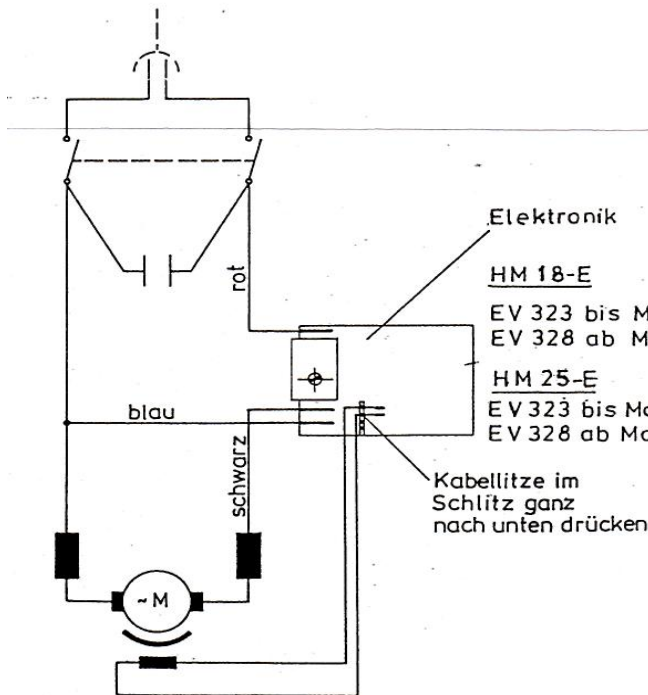 Elektronik
HM 18-E
EV 323 bis M
EV 328 ab M
HM 25-E
EV 323 bis Ma
EV 328 ab Ma
rot
blau
schwarz
Kabellitze im
Schlitz ganz
nach unten drücken
~M